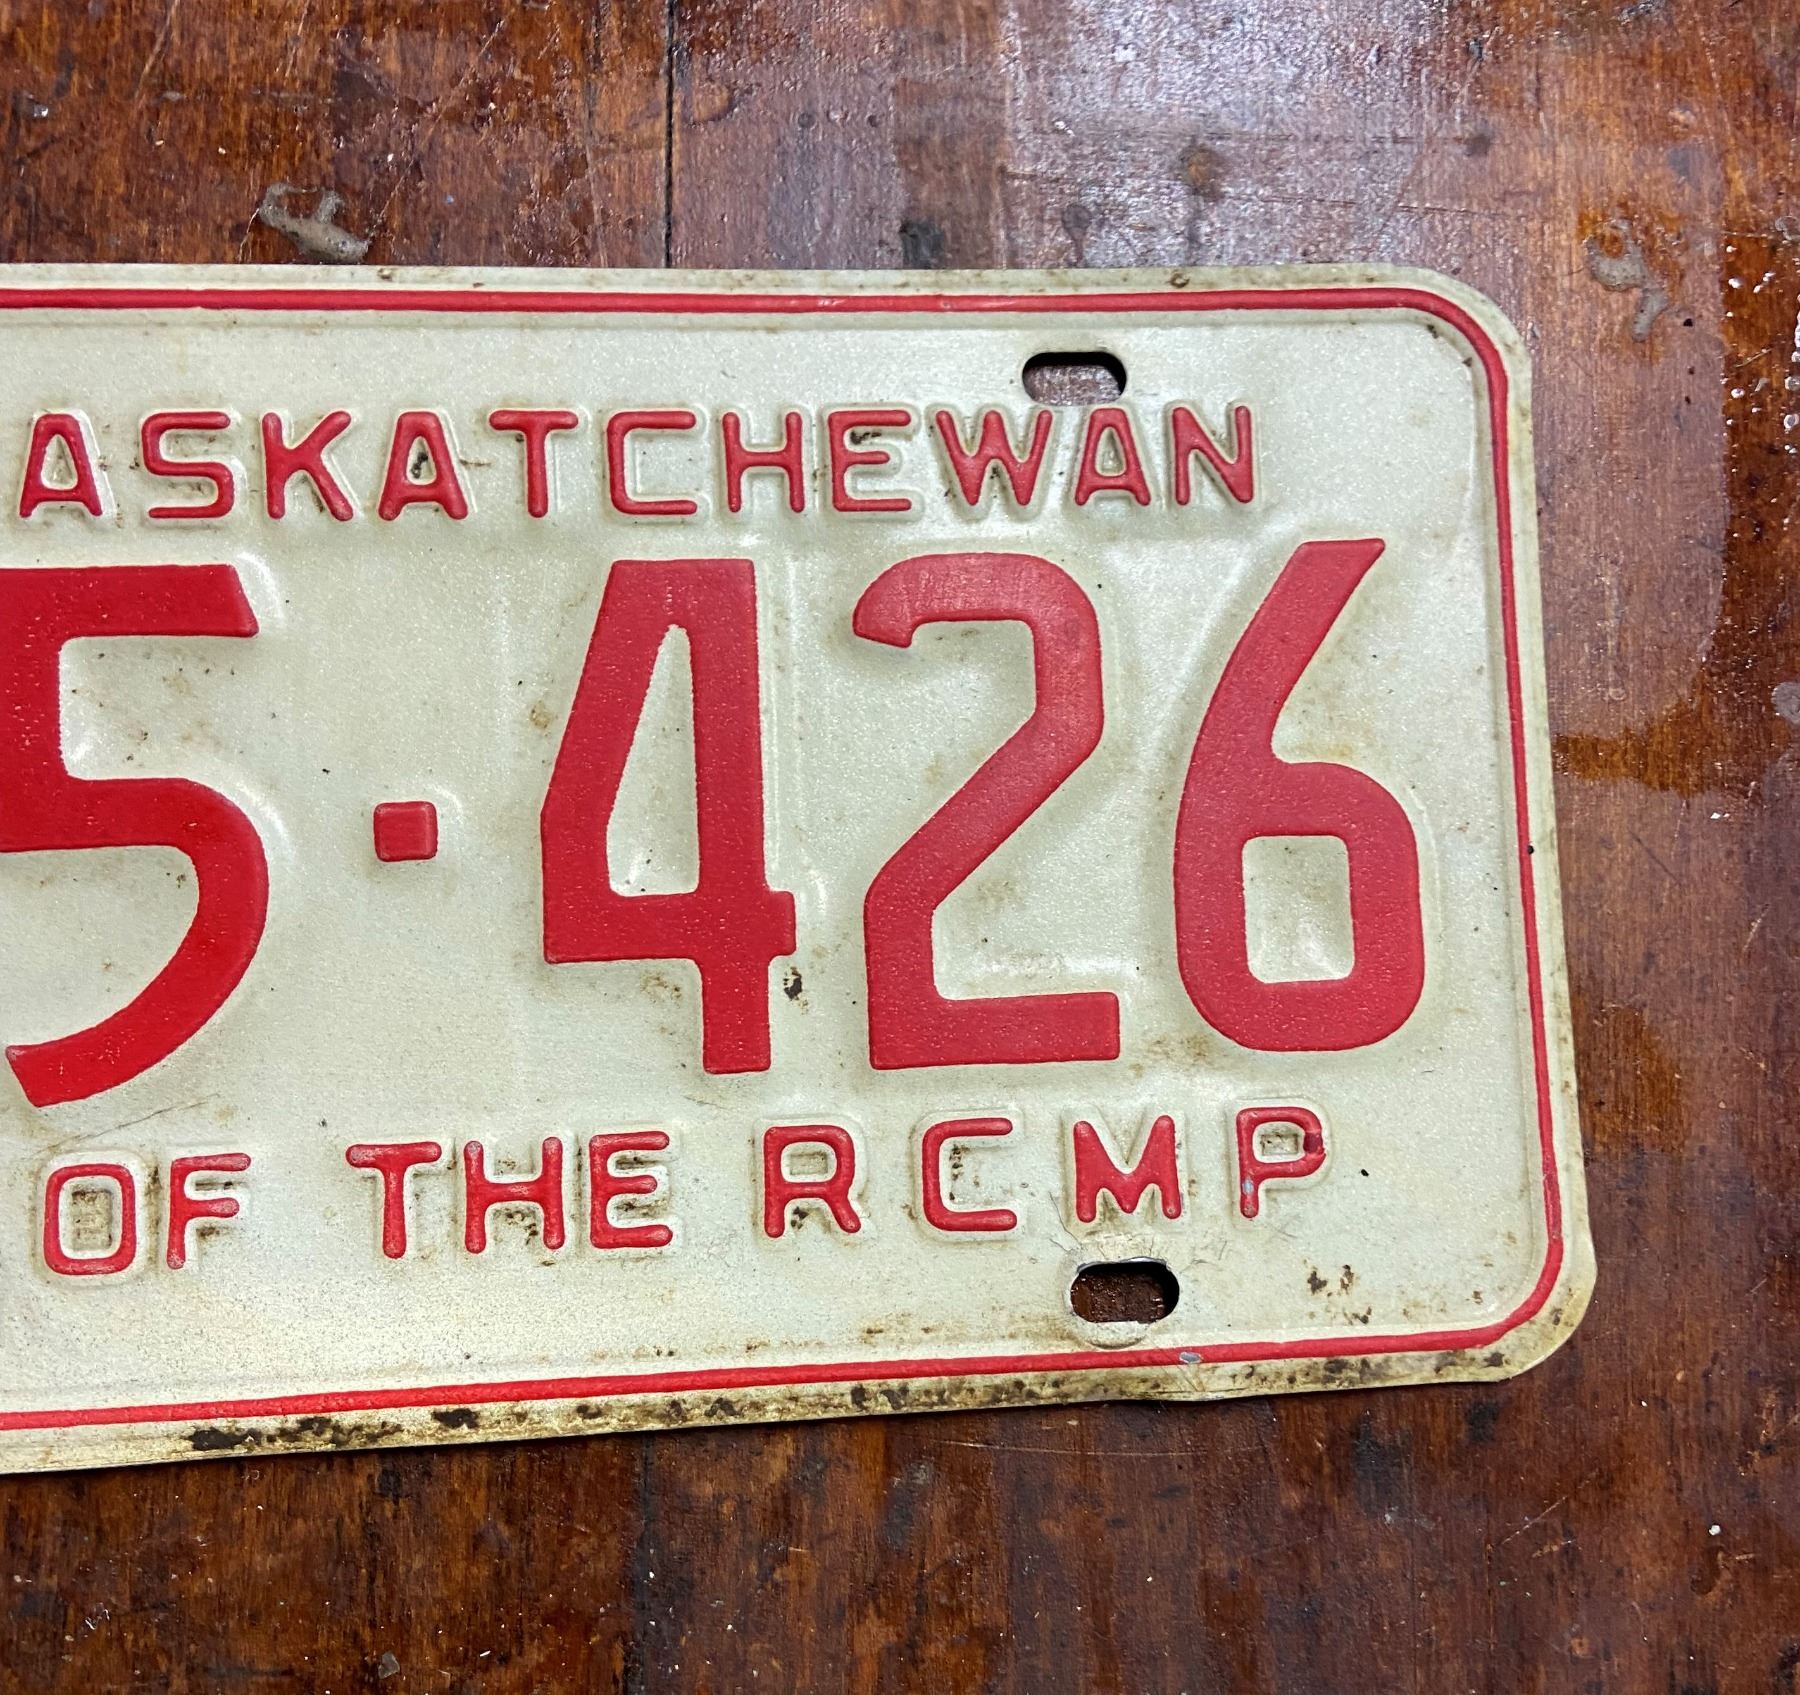 ASKATCHEWAN
5·426
OF THE RCMP